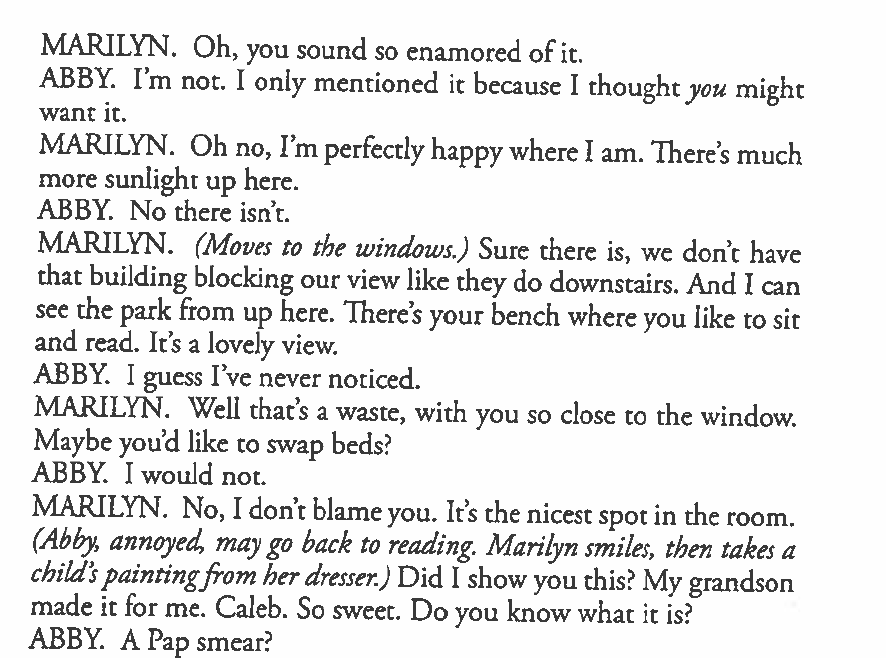 MARILYN. Oh, you sound so enamored of it.
ABBY. I'm not. I only mentioned it because I thought you might
want it.
MARILYN. Oh no, I'm perfectly happy where I am. There's much
more sunlight up here.
ABBY. No there isn't.
MARILYN. (Moves to the windows.) Sure there is, we don't have
that building blocking our view like they do downstairs. And I can
see the park from up here. There's your bench where you like to sit
and read. It's a lovely view.
ABBY. I guess I've never noticed.
MARILYN. Well that's a waste, with you so close to the window.
Maybe you'd like to swap beds?
ABBY. I would not.
MARILYN. No, I don't blame you. It's the nicest spot in the room.
(Abby, annoyed, may go back to reading. Marilyn smiles, then takes a
child's painting from her dresser.) Did I show you this? My grandson
made it for me. Caleb. So sweet. Do you know what it is?
ABBY. A Pap smear?